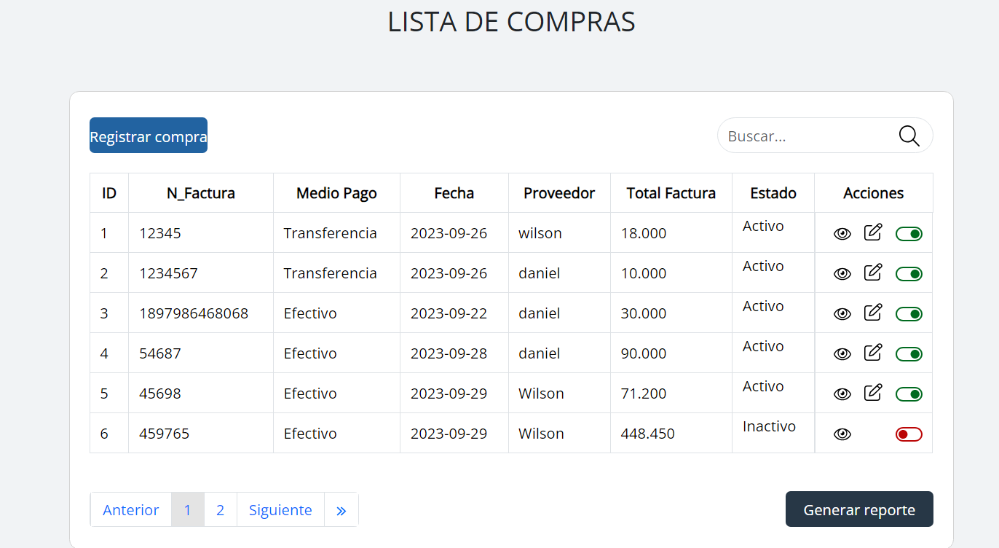 LISTA DE COMPRAS
Registrar compra
Buscar...
ID N_Factura Medio Pago Fecha Proveedor Total Factura Estado Acciones
1 12345 Transferencia 2023-09-26 wilson 18.000 Activo
2 1234567 Transferencia 2023-09-26 daniel 10.000 Activo
3 1897986468068 Efectivo 2023-09-22 daniel 30.000 Activo
4 54687 Efectivo 2023-09-28 daniel 90.000 Activo
5 45698 Efectivo 2023-09-29 Wilson 71.200 Activo
6 459765 Efectivo 2023-09-29 Wilson 448.450 Inactivo
Anterior 1 2 Siguiente »
Generar reporte